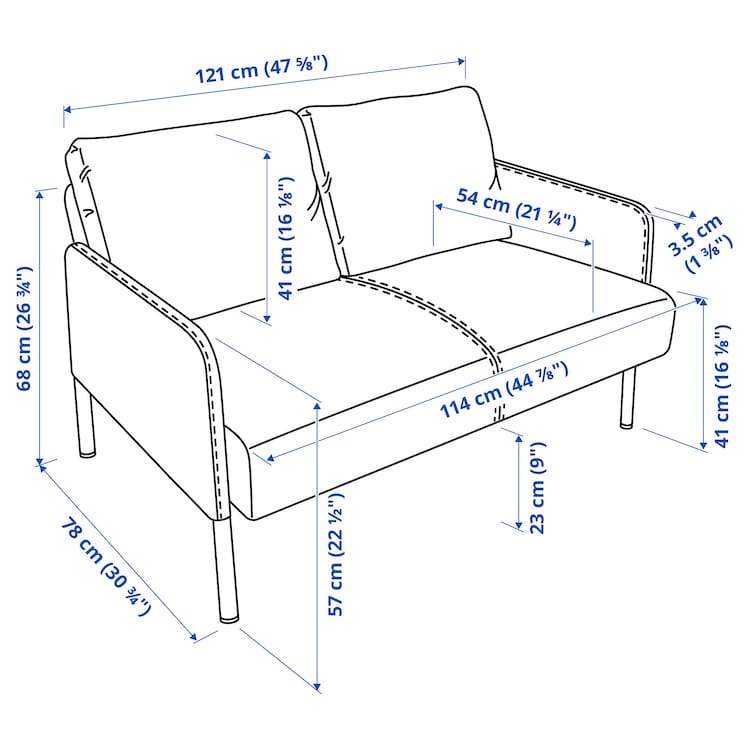 121 cm (47 ⅝")
54 cm (21 ¼")
3.5 cm
(1 ⅜")
41 cm (16 ⅛")
68 cm (26 ¾")
114 cm (44 ⅞")
41 cm (16 ⅛")
23 cm (9")
57 cm (22 ½")
78 cm (30 ¾")